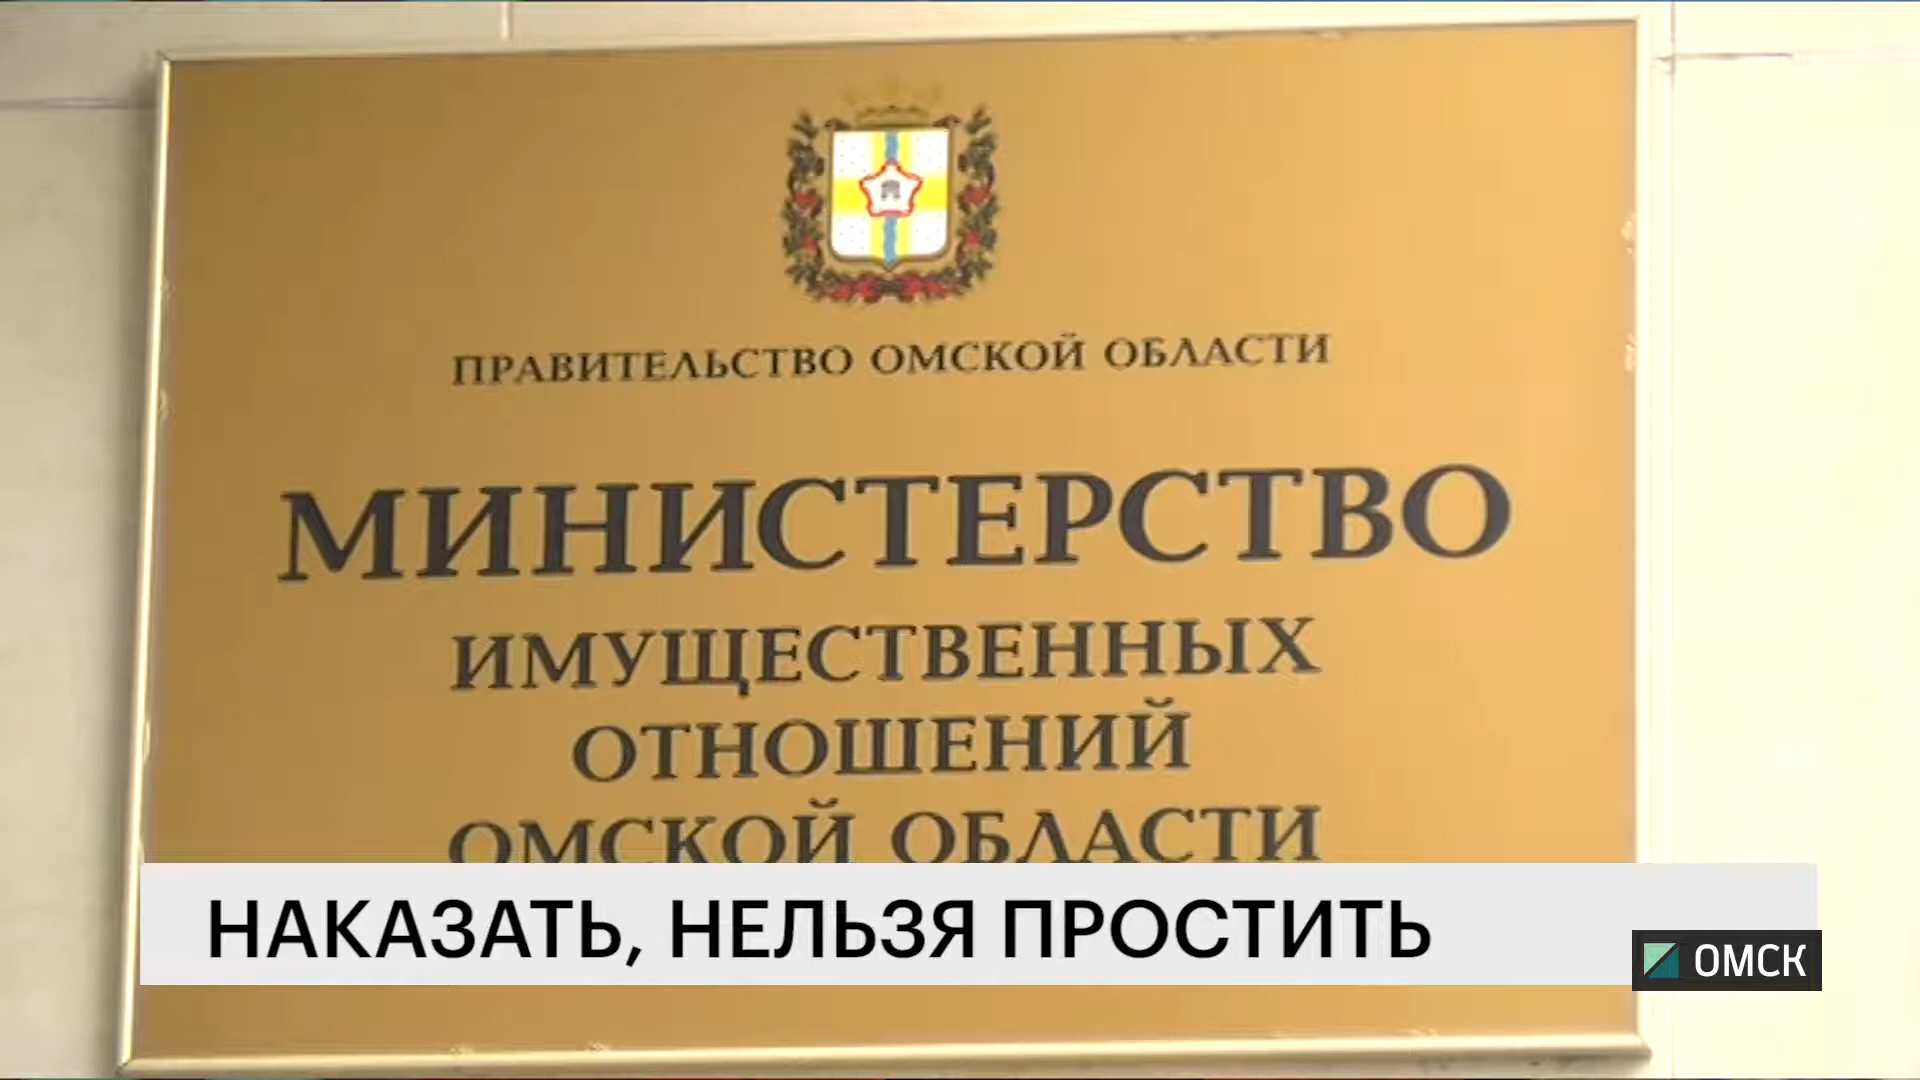 ПРАВИТЕЛЬСТВО ОМСКОЙ ОБЛАСТИ
МИНИСТЕРСТВО
ИМУЩЕСТВЕННЫХ
ОТНОШЕНИЙ
ОМСКОЙ ОБЛАСТИ
НАКАЗАТЬ, НЕЛЬЗЯ ПРОСТИТЬ
ОМСК